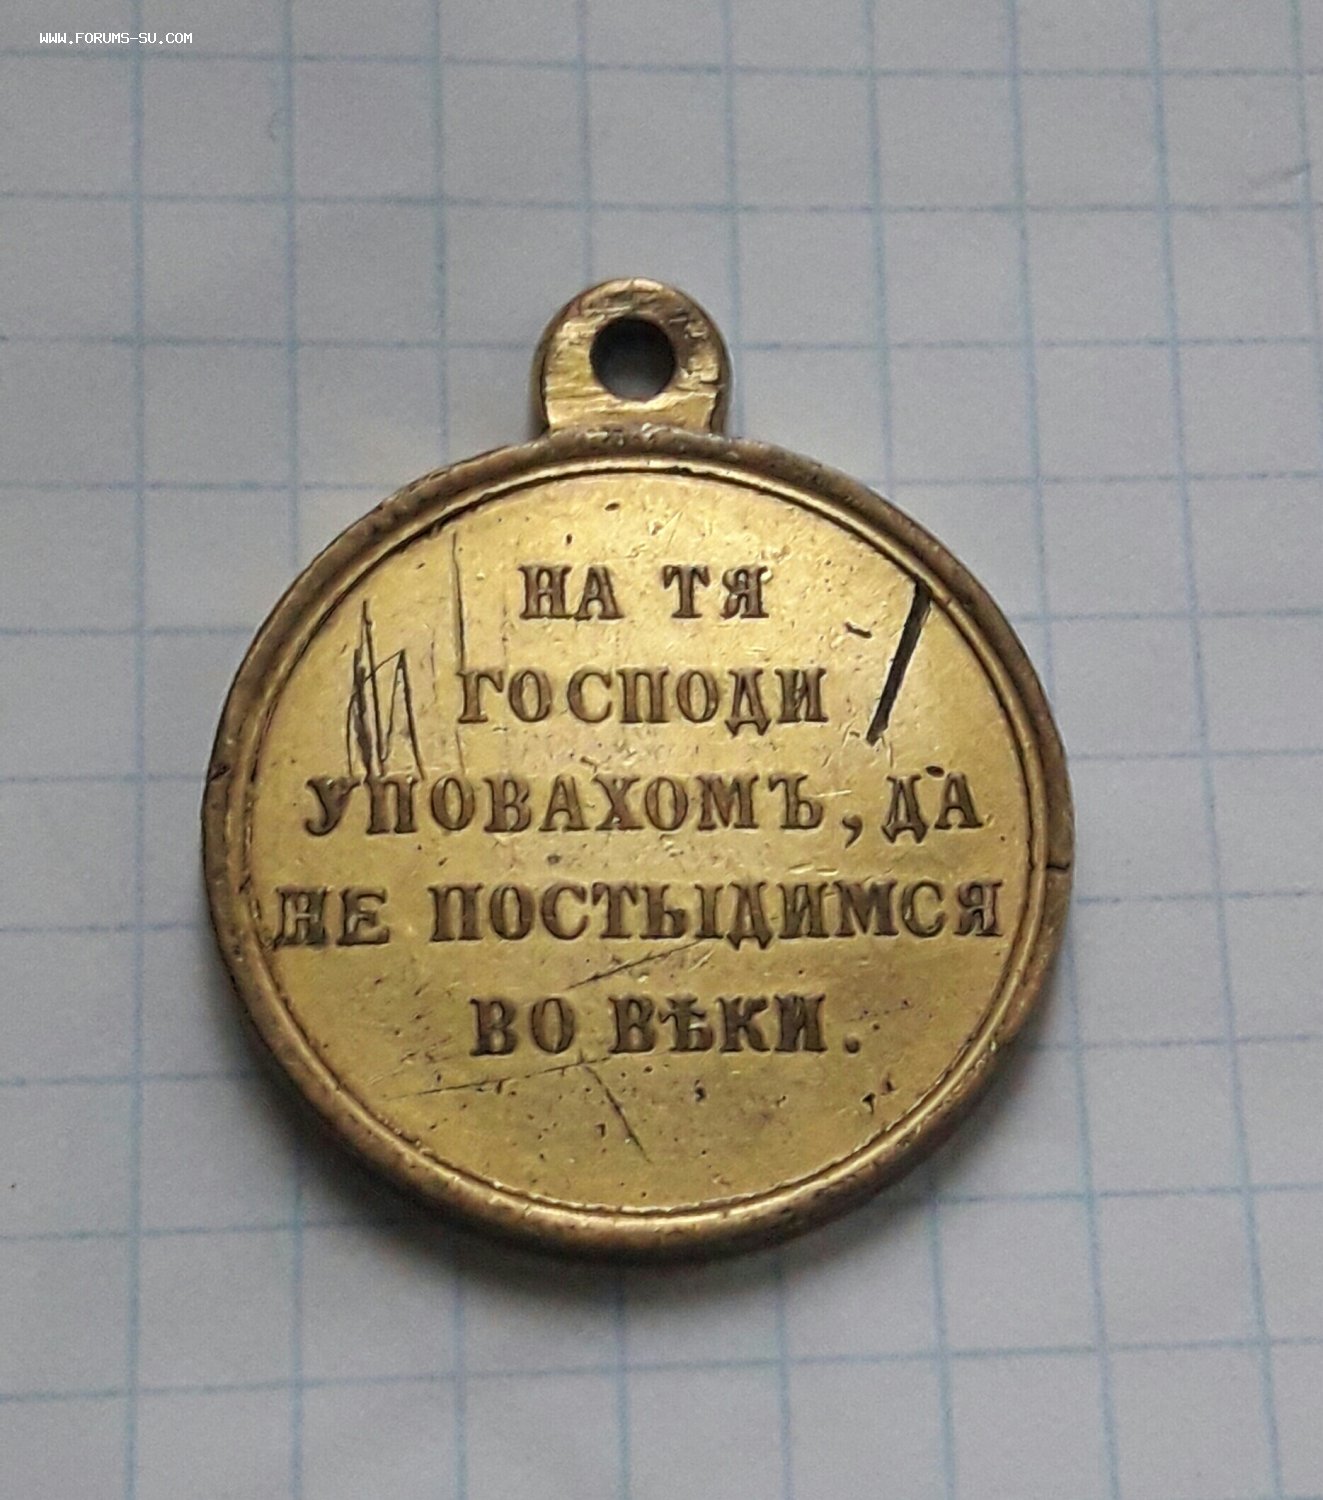 WWW.FORUMS-SU.COM
НА ТЯ
ГОСПОДИ
УПОВАХОМЪ, ДА
НЕ ПОСТЫДИМСЯ
ВО ВѢКИ.